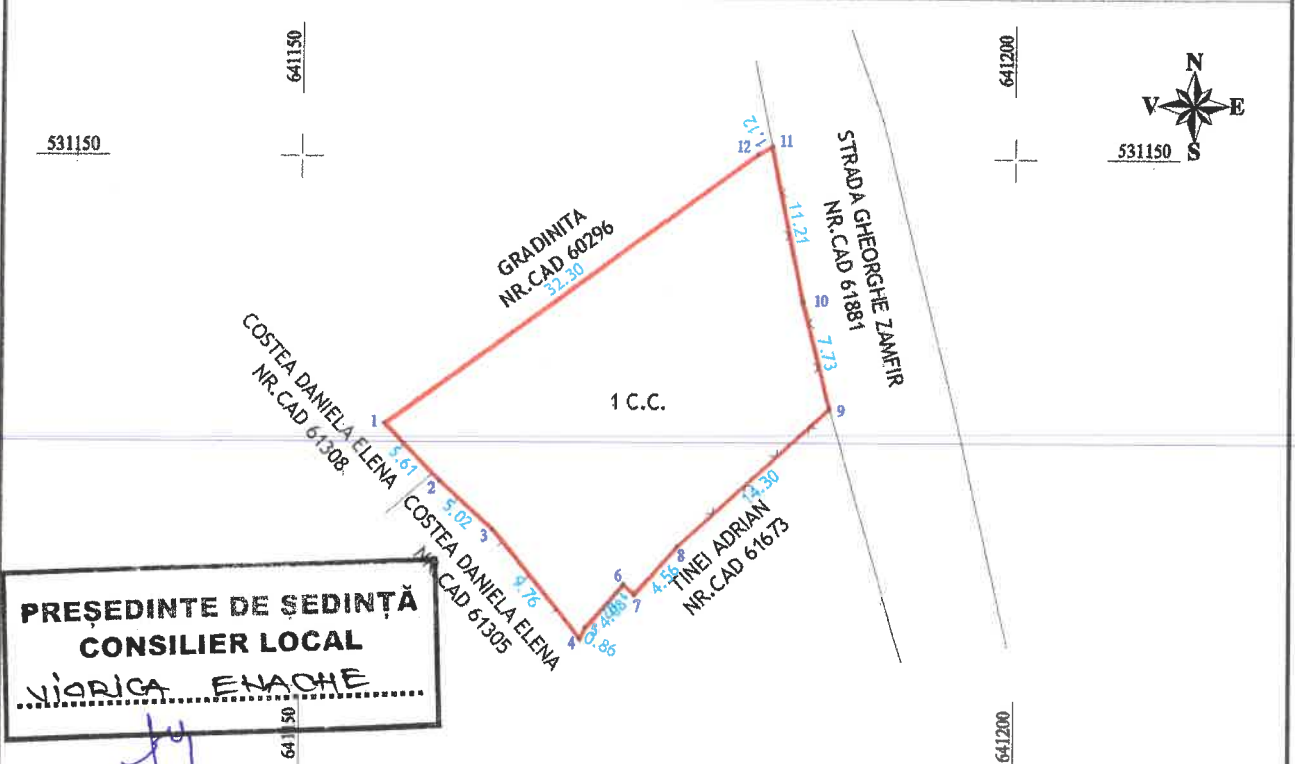 641150
641200
N
V E
S
531150
531150
12 1.12 11
STRADA GHEORGHE ZAMFIR
NR.CAD 61881
11.21
GRADINITA
NR.CAD 60296
32.30
10
7.73
COSTEA DANIELA ELENA
NR.CAD 61308
1 C.C.
1
9
5.61
2
5.02
14.30
3
COSTEA DANIELA ELENA
NR.CAD 61305
TINEI ADRIAN
NR.CAD 61673
8
4.56
6
7
9.76
4
0.86
PREȘEDINTE DE ȘEDINȚĂ
CONSILIER LOCAL
VIORICA ENACHE
641150
641200